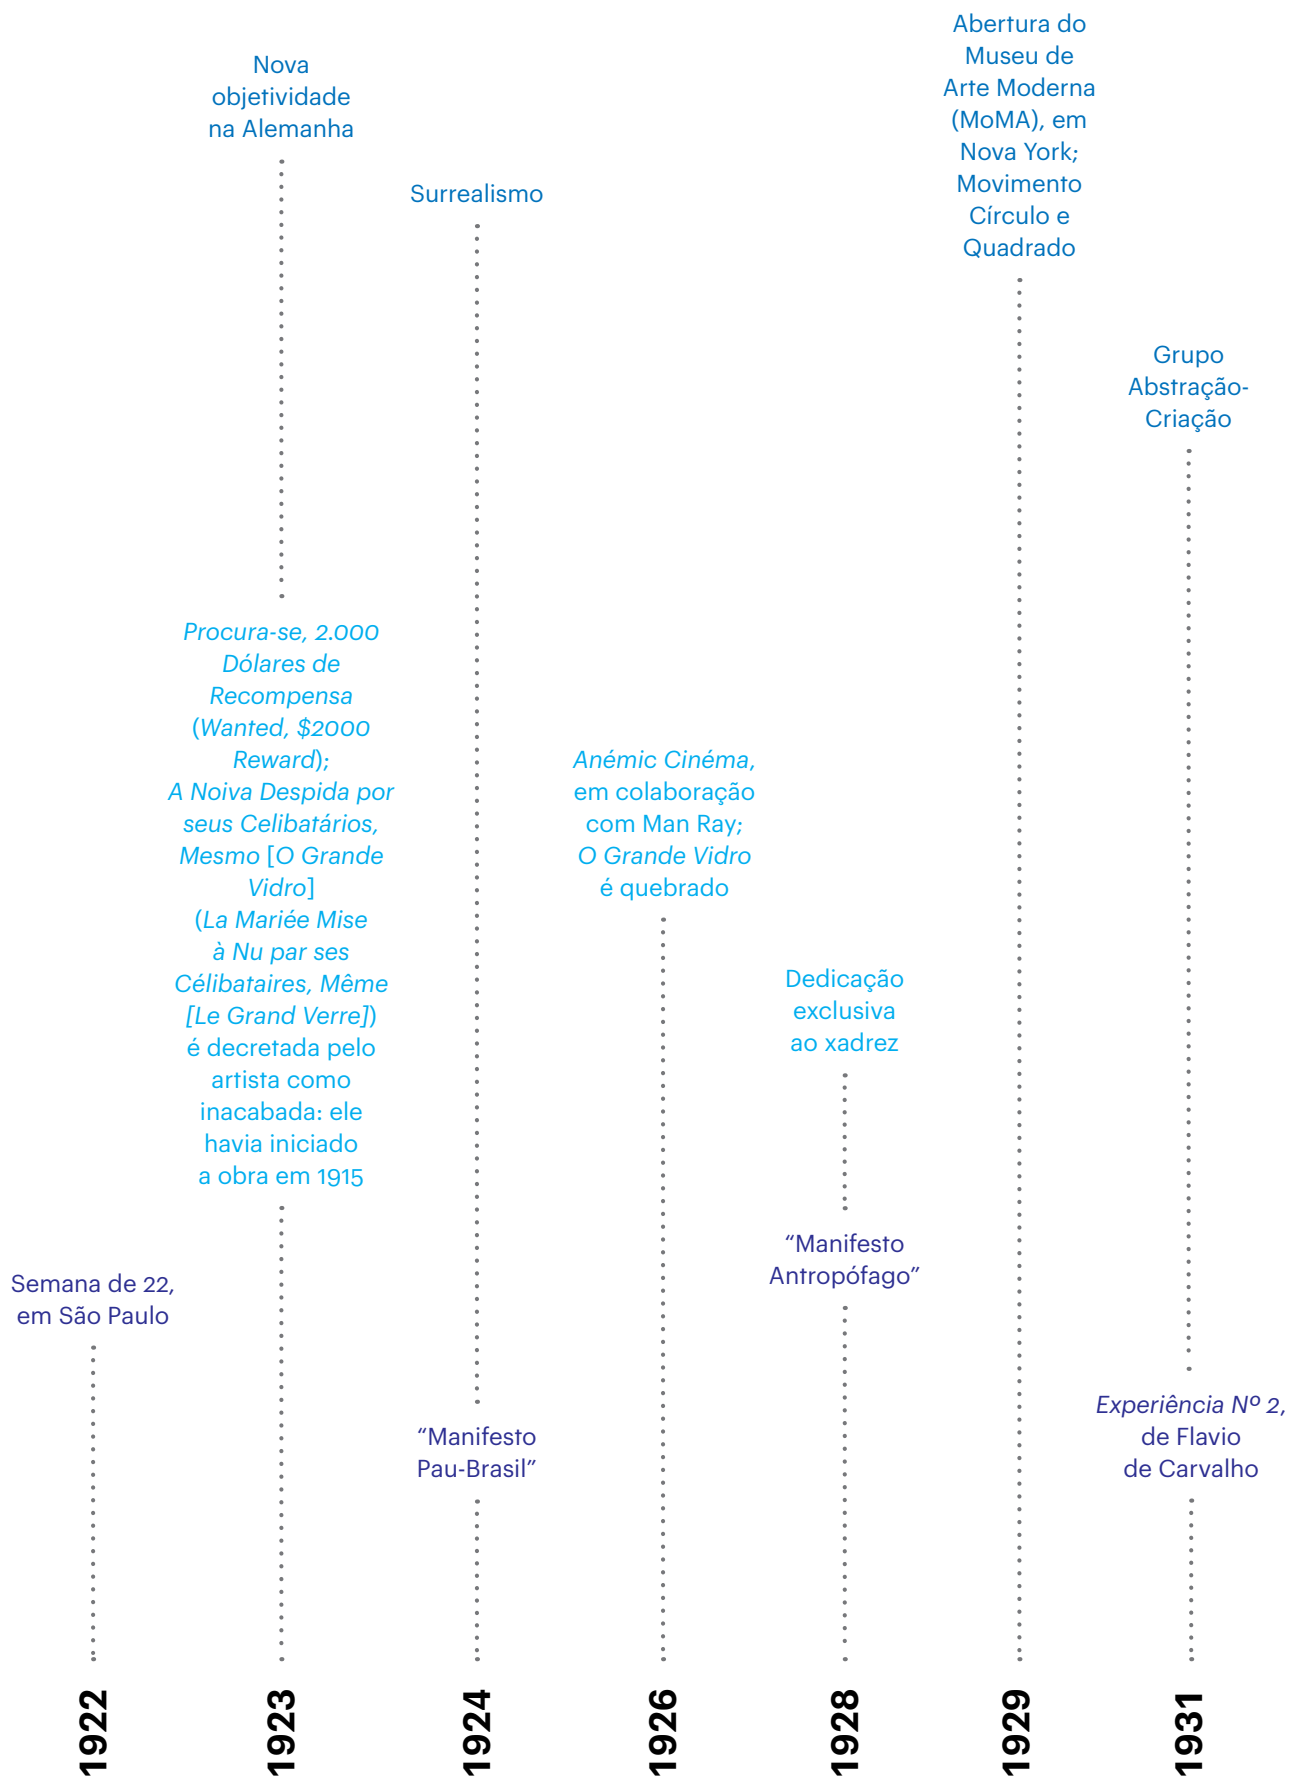 Nova
objetividade
na Alemanha
Surrealismo
Abertura do
Museu de
Arte Moderna
(MoMA), em
Nova York;
Movimento
Círculo e
Quadrado
Grupo
Abstração-
Criação
Procura-se, 2.000
Dólares de
Recompensa
(Wanted, $2000
Reward);
A Noiva Despida por
seus Celibatários,
Mesmo [O Grande
Vidro]
(La Mariée Mise
à Nu par ses
Célibataires, Même
[Le Grand Verre])
é decretada pelo
artista como
inacabada: ele
havia iniciado
a obra em 1915
Anémic Cinéma,
em colaboração
com Man Ray;
O Grande Vidro
é quebrado
Dedicação
exclusiva
ao xadrez
Semana de 22,
em São Paulo
“Manifesto
Pau-Brasil”
“Manifesto
Antropófago”
Experiência Nº 2,
de Flavio
de Carvalho
1922
1923
1924
1926
1928
1929
1931